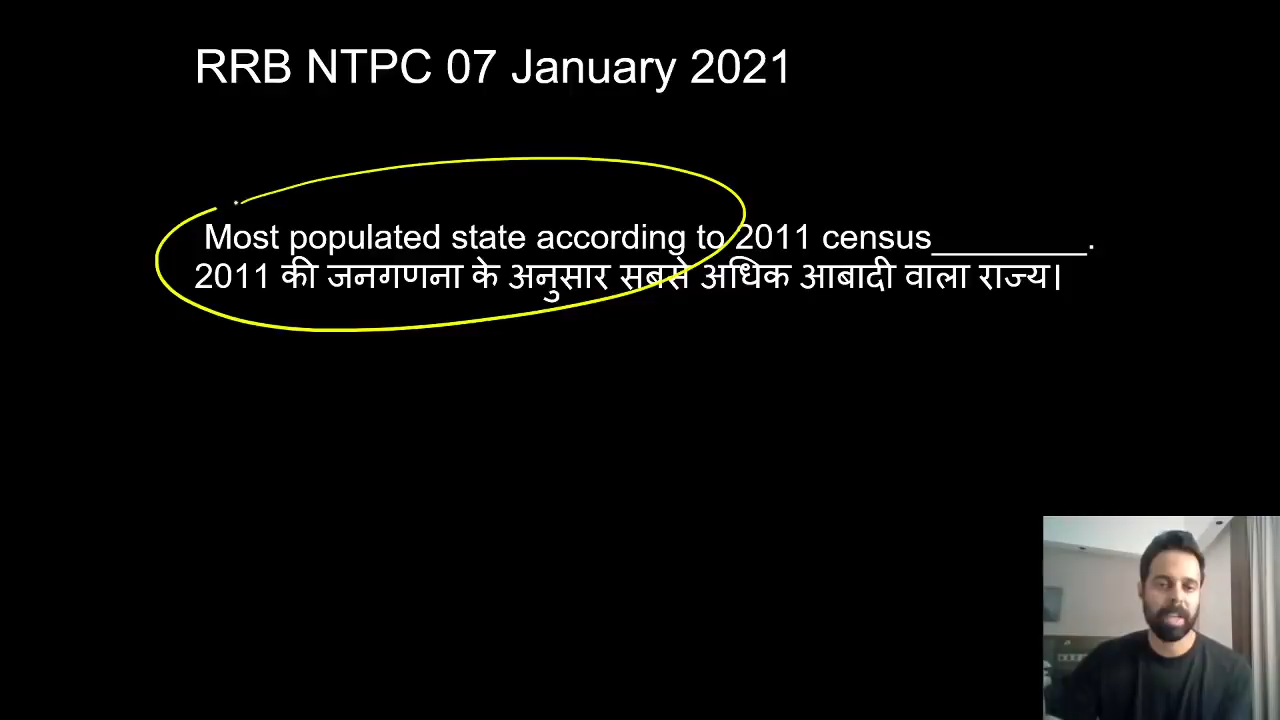 RRB NTPC 07 January 2021
Most populated state according to 2011 census_________.
2011 की जनगणना के अनुसार सबसे अधिक आबादी वाला राज्य।